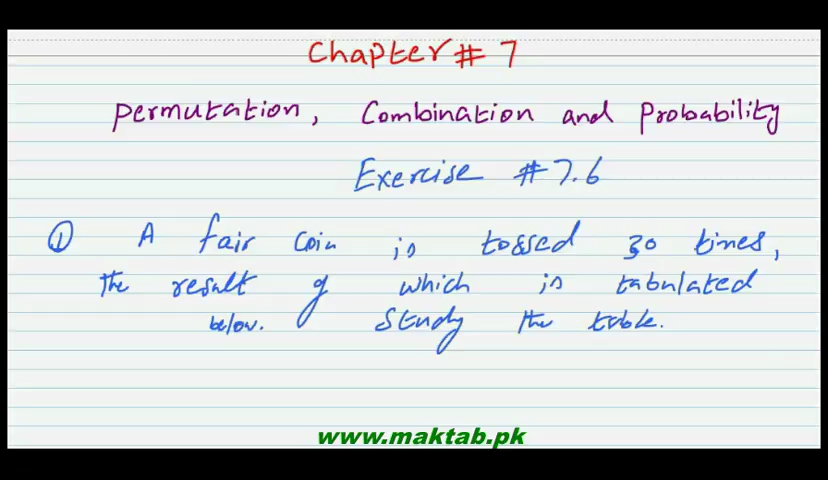 Chapter # 7
Permutation, Combination and Probability
Exercise # 7.6
① A fair coin is tossed 30 times,
the result of which is tabulated
below. Study the table.
www.maktab.pk